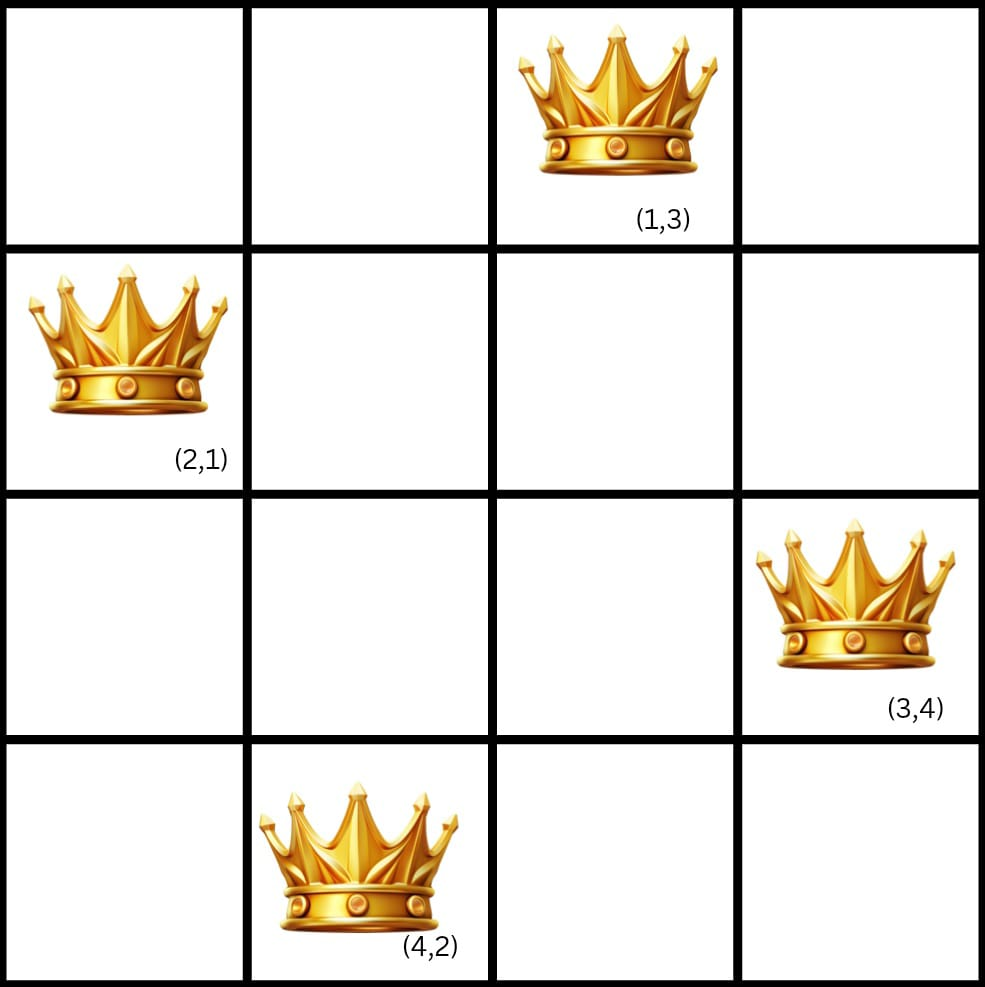 (1,3)
(2,1)
(3,4)
(4,2)